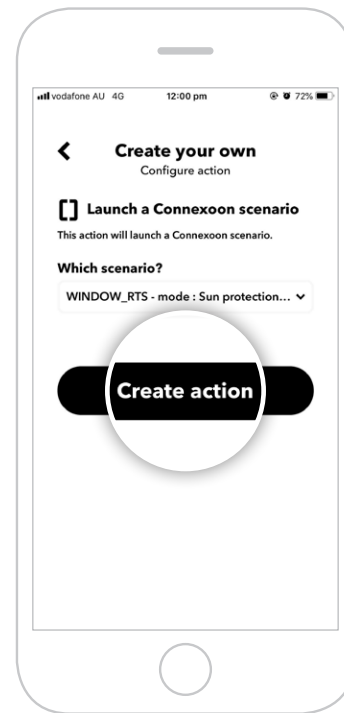 vodafone AU 4G 12:00 pm 72%
Create your own
Configure action
Launch a Connexoon scenario
This action will launch a Connexoon scenario.
Which scenario?
WINDOW_RTS - mode : Sun protection...
Create action